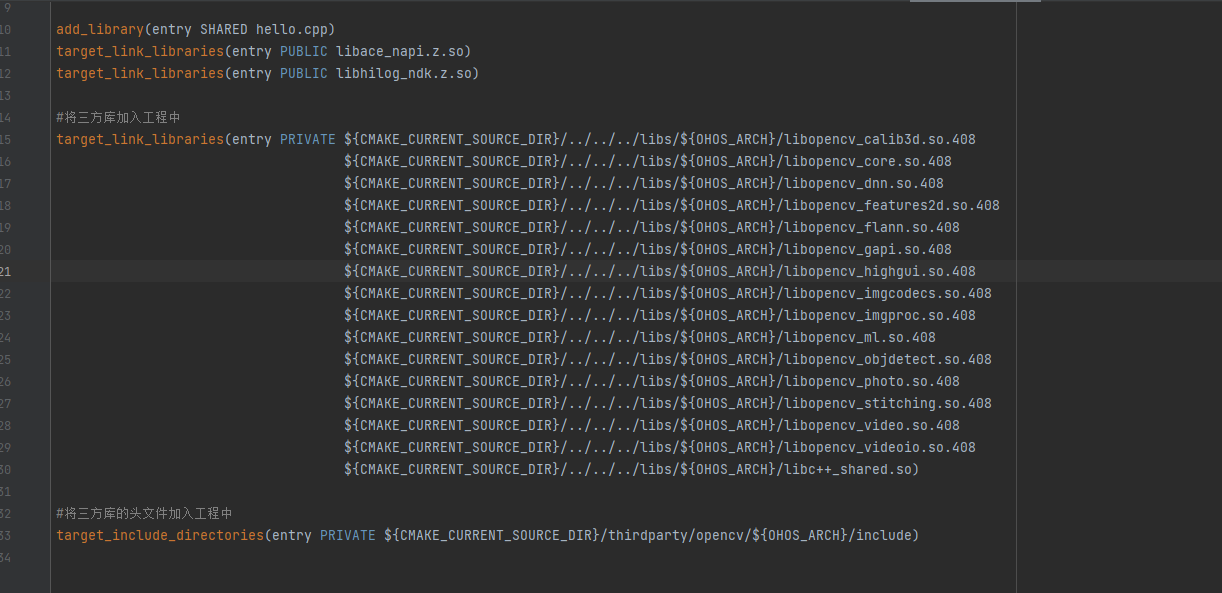 9
10 add_library(entry SHARED hello.cpp)
11 target_link_libraries(entry PUBLIC libace_napi.z.so)
12 target_link_libraries(entry PUBLIC libhilog_ndk.z.so)
13
14 #将三方库加入工程中
15 target_link_libraries(entry PRIVATE ${CMAKE_CURRENT_SOURCE_DIR}/../../../libs/${OHOS_ARCH}/libopencv_calib3d.so.408
16 ${CMAKE_CURRENT_SOURCE_DIR}/../../../libs/${OHOS_ARCH}/libopencv_core.so.408
17 ${CMAKE_CURRENT_SOURCE_DIR}/../../../libs/${OHOS_ARCH}/libopencv_dnn.so.408
18 ${CMAKE_CURRENT_SOURCE_DIR}/../../../libs/${OHOS_ARCH}/libopencv_features2d.so.408
19 ${CMAKE_CURRENT_SOURCE_DIR}/../../../libs/${OHOS_ARCH}/libopencv_flann.so.408
20 ${CMAKE_CURRENT_SOURCE_DIR}/../../../libs/${OHOS_ARCH}/libopencv_gapi.so.408
21 ${CMAKE_CURRENT_SOURCE_DIR}/../../../libs/${OHOS_ARCH}/libopencv_highgui.so.408
22 ${CMAKE_CURRENT_SOURCE_DIR}/../../../libs/${OHOS_ARCH}/libopencv_imgcodecs.so.408
23 ${CMAKE_CURRENT_SOURCE_DIR}/../../../libs/${OHOS_ARCH}/libopencv_imgproc.so.408
24 ${CMAKE_CURRENT_SOURCE_DIR}/../../../libs/${OHOS_ARCH}/libopencv_ml.so.408
25 ${CMAKE_CURRENT_SOURCE_DIR}/../../../libs/${OHOS_ARCH}/libopencv_objdetect.so.408
26 ${CMAKE_CURRENT_SOURCE_DIR}/../../../libs/${OHOS_ARCH}/libopencv_photo.so.408
27 ${CMAKE_CURRENT_SOURCE_DIR}/../../../libs/${OHOS_ARCH}/libopencv_stitching.so.408
28 ${CMAKE_CURRENT_SOURCE_DIR}/../../../libs/${OHOS_ARCH}/libopencv_video.so.408
29 ${CMAKE_CURRENT_SOURCE_DIR}/../../../libs/${OHOS_ARCH}/libopencv_videoio.so.408
30 ${CMAKE_CURRENT_SOURCE_DIR}/../../../libs/${OHOS_ARCH}/libc++_shared.so)
31
32 #将三方库的头文件加入工程中
33 target_include_directories(entry PRIVATE ${CMAKE_CURRENT_SOURCE_DIR}/thirdparty/opencv/${OHOS_ARCH}/include)
34